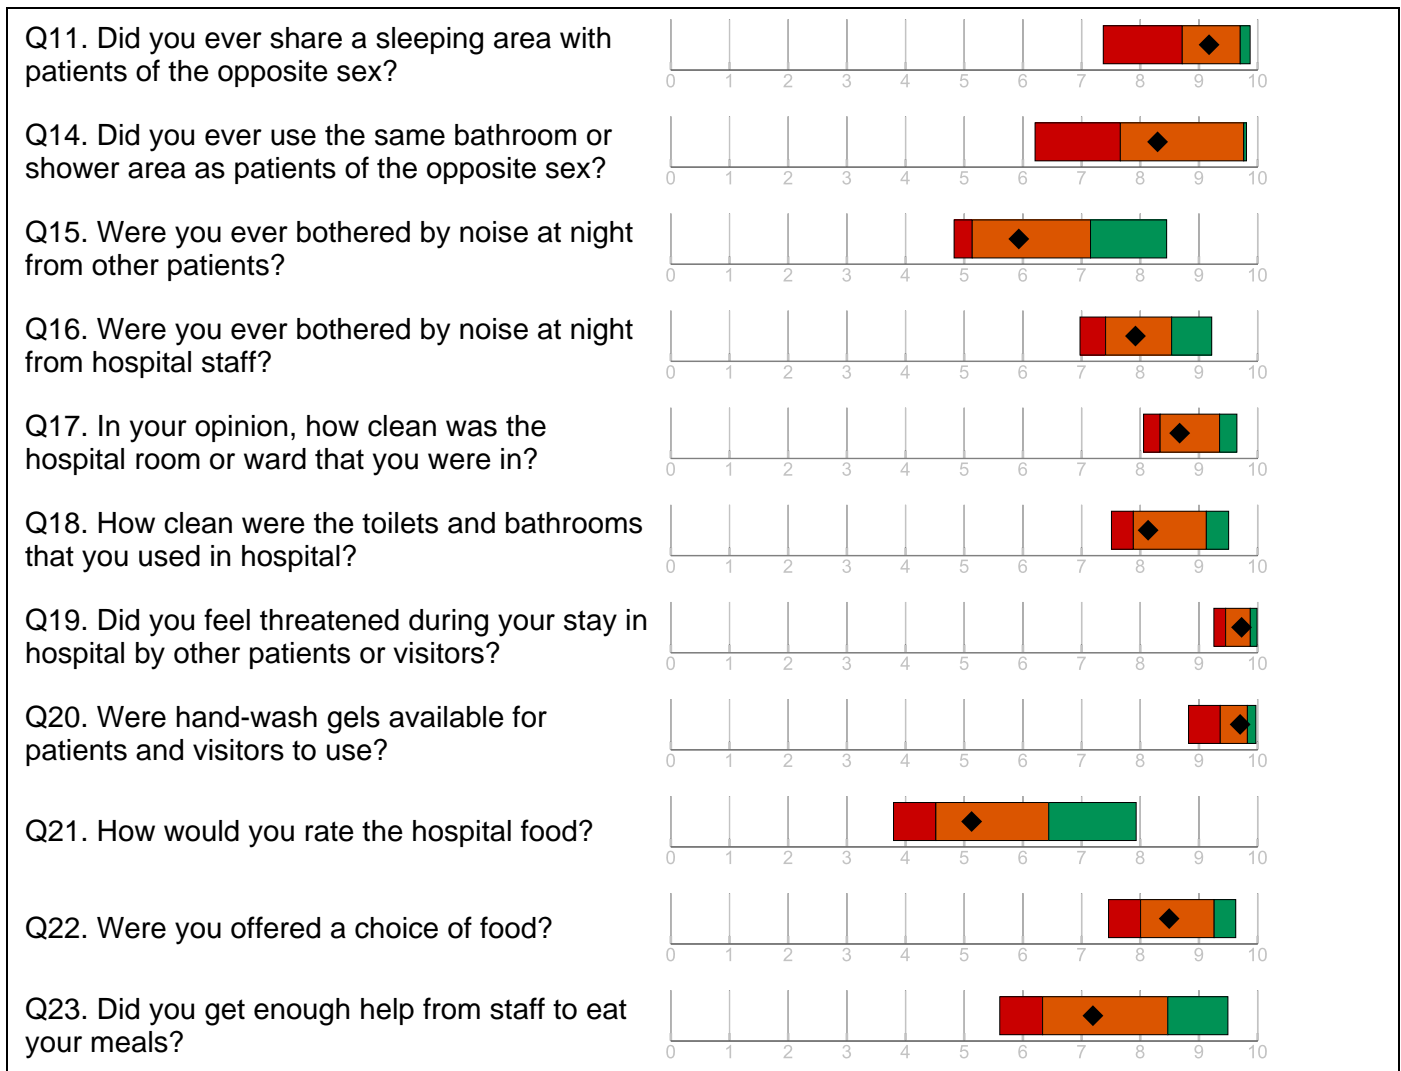 Q11. Did you ever share a sleeping area with
patients of the opposite sex?
0 1 2 3 4 5 6 7 8 9 10
Q14. Did you ever use the same bathroom or
shower area as patients of the opposite sex?
0 1 2 3 4 5 6 7 8 9 10
Q15. Were you ever bothered by noise at night
from other patients?
0 1 2 3 4 5 6 7 8 9 10
Q16. Were you ever bothered by noise at night
from hospital staff?
0 1 2 3 4 5 6 7 8 9 10
Q17. In your opinion, how clean was the
hospital room or ward that you were in?
0 1 2 3 4 5 6 7 8 9 10
Q18. How clean were the toilets and bathrooms
that you used in hospital?
0 1 2 3 4 5 6 7 8 9 10
Q19. Did you feel threatened during your stay in
hospital by other patients or visitors?
0 1 2 3 4 5 6 7 8 9 10
Q20. Were hand-wash gels available for
patients and visitors to use?
0 1 2 3 4 5 6 7 8 9 10
Q21. How would you rate the hospital food?
0 1 2 3 4 5 6 7 8 9 10
Q22. Were you offered a choice of food?
0 1 2 3 4 5 6 7 8 9 10
Q23. Did you get enough help from staff to eat
your meals?
0 1 2 3 4 5 6 7 8 9 10